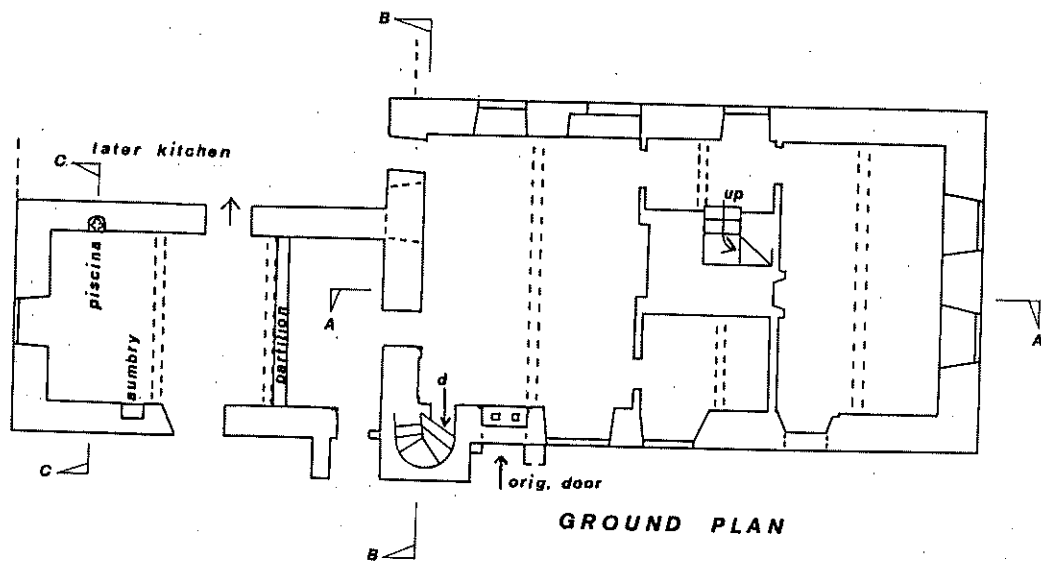 B
later kitchen
C
up
piscina
partition
A
A
aumbry
d
C
orig. door
GROUND PLAN
B